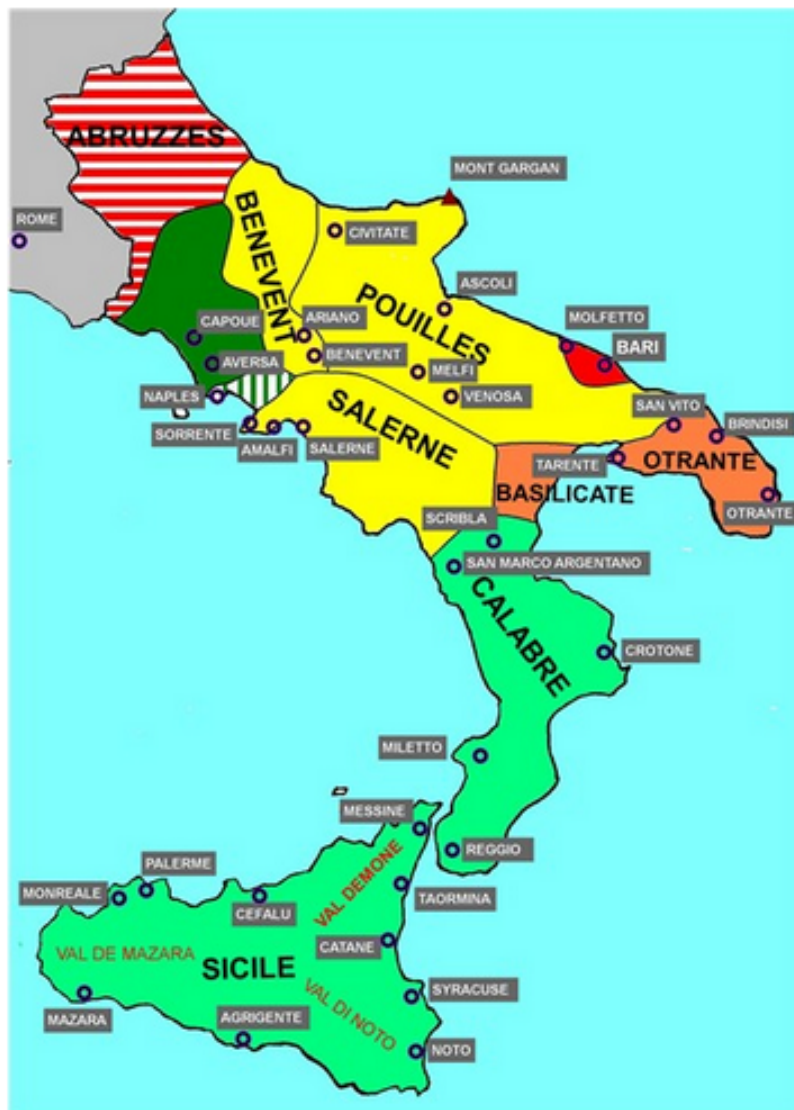 ABRUZZES
MONT GARGAN
ROME
BENEVENT
CIVITATE
ASCOLI
POUILLES
CAPOUE
ARIANO
MOLFETTO
BARI
AVERSA
BENEVENT
MELFI
NAPLES
VENOSA
SALERNE
SAN VITO
BRINDISI
SORRENTE
AMALFI
SALERNE
TARENTE
OTRANTE
BASILICATE
OTRANTE
SCRIBLA
SAN MARCO ARGENTANO
CALABRE
CROTONE
MILETTO
MESSINE
REGGIO
VAL DEMONE
PALERME
MONREALE
CEFALU
TAORMINA
VAL DE MAZARA
CATANE
SICILE
VAL DI NOTO
SYRACUSE
MAZARA
AGRIGENTE
NOTO